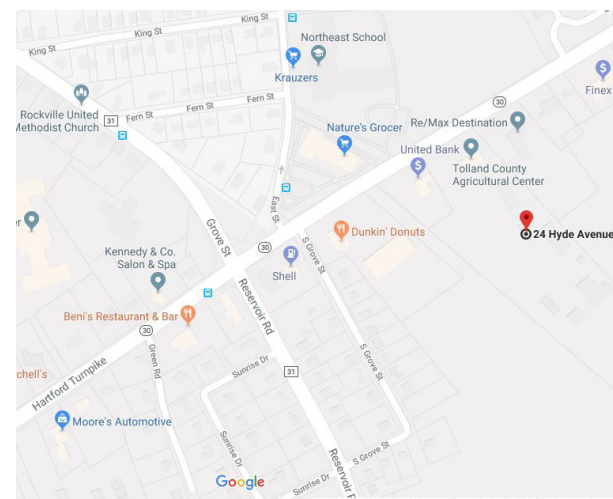 King St
King St
Northeast School
King St
Krauzers
Finex
Rockville United
Methodist Church
31
Fern St
Fern St
Fern St
30
Re/Max Destination
Nature's Grocer
United Bank
Tolland County
Agricultural Center
East St
24 Hyde Avenue
Grove St
30
S Grove St
Dunkin' Donuts
Kennedy & Co.
Salon & Spa
Shell
Reservoir Rd
Beni's Restaurant & Bar
30
Green Rd
S Grove St
Sunrise Dr
31
chell's
Hartford Turnpike
Moore's Automotive
Sunrise Dr
S Grove St
Sunrise Dr
Google